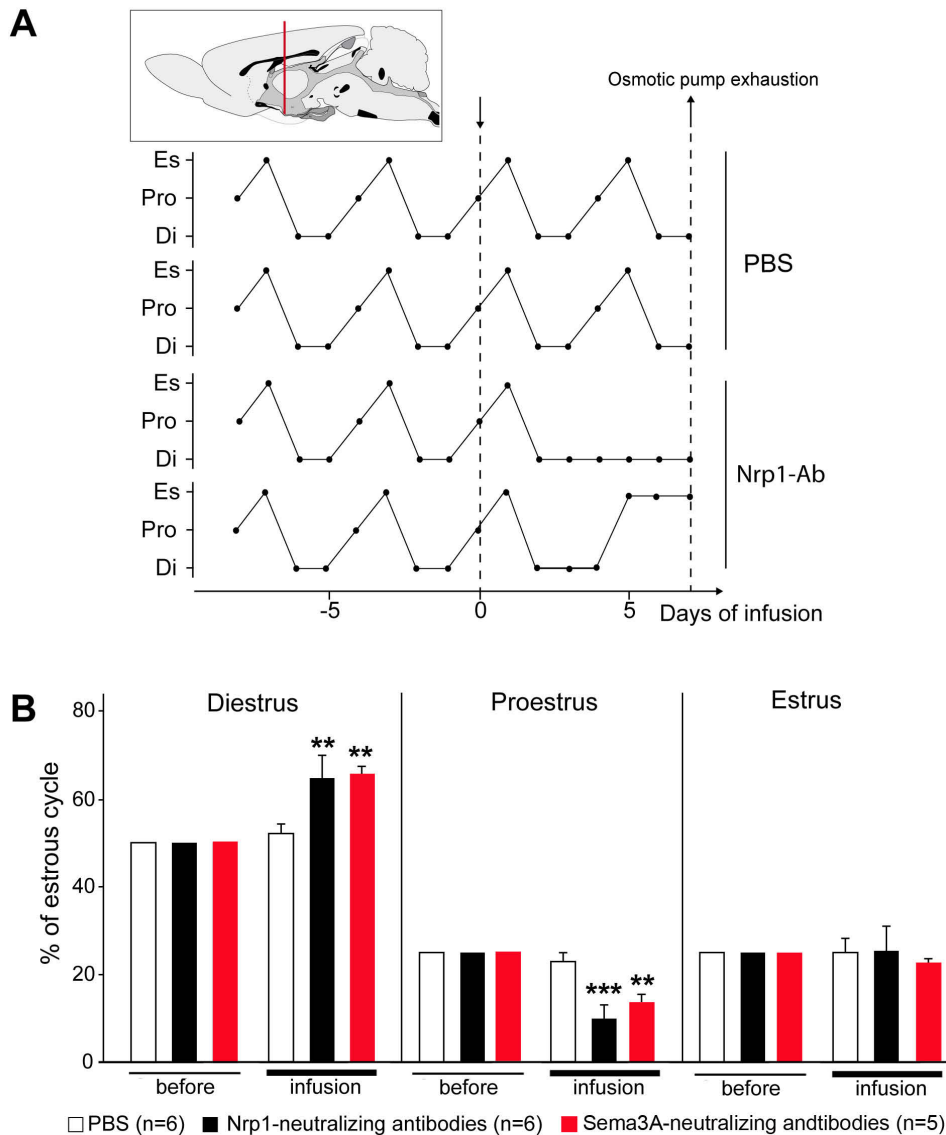 A
Osmotic pump exhaustion
Es
Pro
Di
Es
Pro
Di
PBS
Es
Pro
Di
Es
Pro
Di
Nrp1-Ab
-5 0 5 Days of infusion
B
Diestrus Proestrus Estrus
% of estrous cycle
80
60
40
20
0
** **
*** **
before infusion before infusion before infusion
PBS (n=6) Nrp1-neutralizing antibodies (n=6) Sema3A-neutralizing andtibodies (n=5)